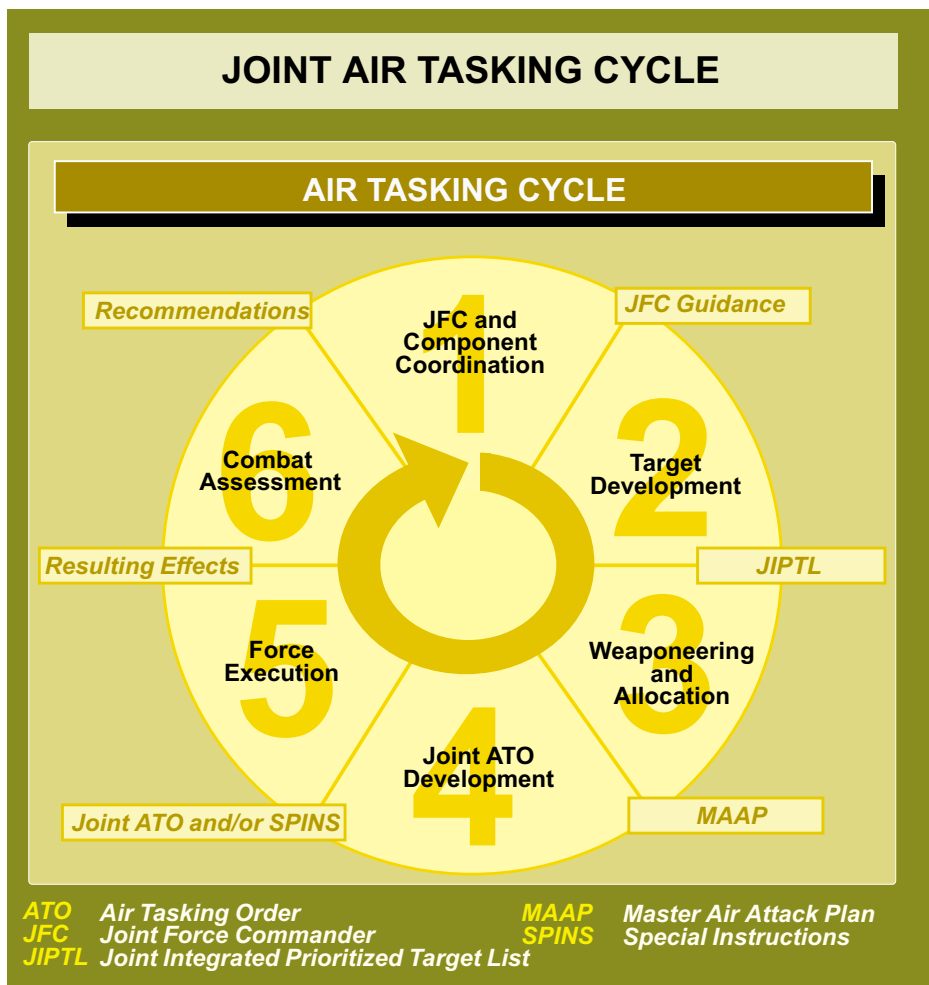 JOINT AIR TASKING CYCLE
AIR TASKING CYCLE
Recommendations
1
JFC and
Component
Coordination
JFC Guidance
6
Combat
Assessment
2
Target
Development
Resulting Effects
JIPTL
5
Force
Execution
3
Weaponeering
and
Allocation
4
Joint ATO
Development
Joint ATO and/or SPINS
MAAP
ATO Air Tasking Order
JFC Joint Force Commander
JIPTL Joint Integrated Prioritized Target List
MAAP Master Air Attack Plan
SPINS Special Instructions